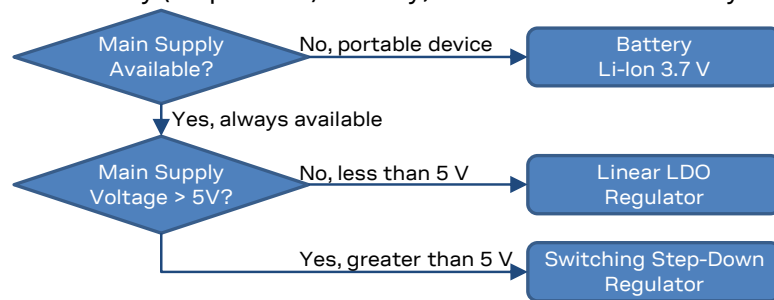 Main Supply
Available?
No, portable device
Battery
Li-Ion 3.7 V
Yes, always available
Main Supply
Voltage > 5V?
No, less than 5 V
Linear LDO
Regulator
Yes, greater than 5 V
Switching Step-Down
Regulator